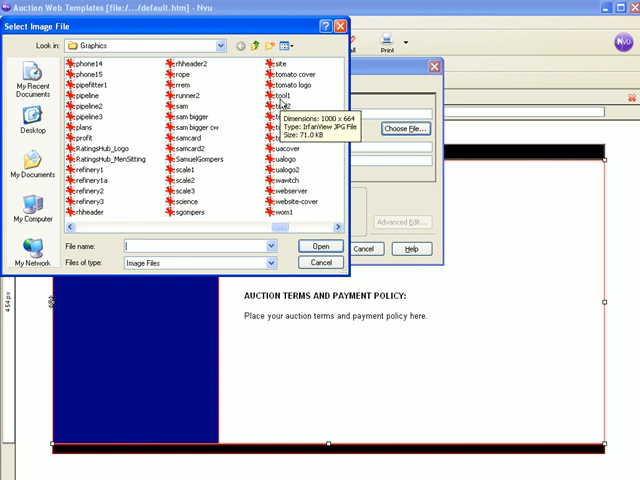 Auction Web Templates [file:/.../default.htm] - Nvu
Select Image File
Look in:
Graphics
Print
My Recent
Documents
Desktop
My Documents
My Computer
My Network
phone14
phone15
pipefitter1
pipeline
pipeline2
pipeline3
plans
profit
RatingsHub_Logo
RatingsHub_MenSitting
refinery1
refinery1a
refinery2
refinery3
rhheader
rhheader2
rope
rrem
runner2
sam
sam bigger
sam bigger cw
samcard
samcard2
SamuelGompers
scale1
scale2
scale3
science
sgompers
site
tomato cover
tomato logo
tool1
uacover
ualogo
ualogo2
wawtch
webserver
website-cover
wom1
Dimensions: 1000 x 664
Type: IrfanView JPG File
Size: 71.0 KB
File name:
Open
Files of type:
Image Files
Cancel
Choose File...
Advanced Edit...
Cancel
Help
454px
AUCTION TERMS AND PAYMENT POLICY:
Place your auction terms and payment policy here.